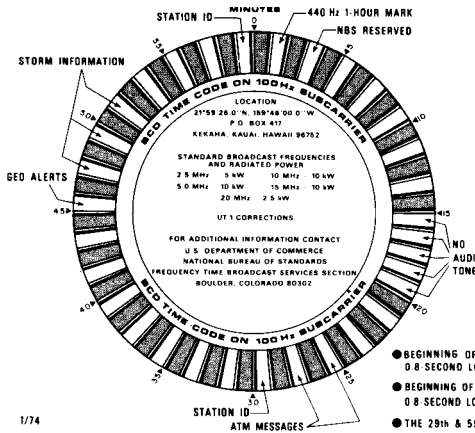 MINUTES
STATION ID
0
440 Hz 1-HOUR MARK
NBS RESERVED
55
5
STORM INFORMATION
50
10
GEO ALERTS
45
15
NO
AUDIO
TONE
40
20
35
25
30
STATION ID
ATM MESSAGES
BCD TIME CODE ON 100Hz SUBCARRIER
LOCATION
21°59'26.0"N, 159°46'00.0"W
P.O. BOX 417
KEKAHA, KAUAI, HAWAII 96752
STANDARD BROADCAST FREQUENCIES
AND RADIATED POWER
2.5 MHz 5 kW 10 MHz - 10 kW
5.0 MHz 10 kW 15 MHz - 10 kW
20 MHz 2.5 kW
UT 1 CORRECTIONS
FOR ADDITIONAL INFORMATION CONTACT
U.S. DEPARTMENT OF COMMERCE
NATIONAL BUREAU OF STANDARDS
FREQUENCY TIME BROADCAST SERVICES SECTION,
BOULDER, COLORADO 80302
BCD TIME CODE ON 100Hz SUBCARRIER
● BEGINNING OF
0.8-SECOND LO
● BEGINNING OF
0.8-SECOND LO
● THE 29th & 5
1/74